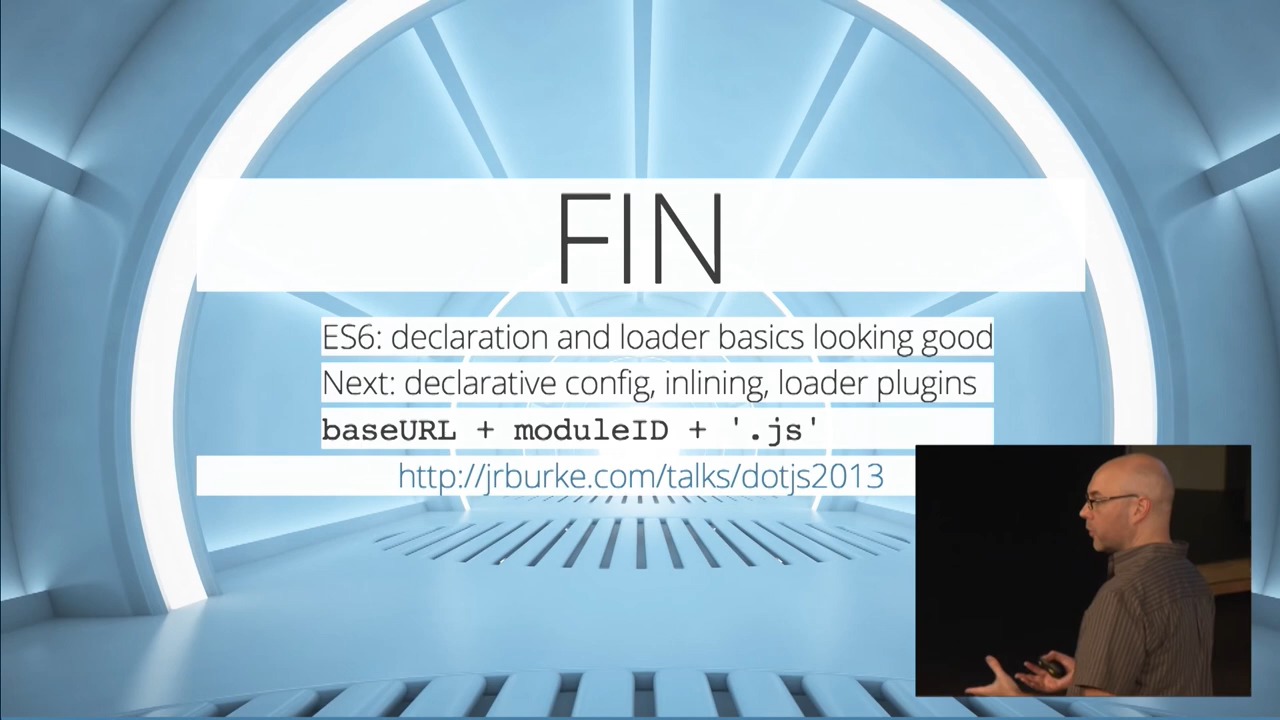 FIN
ES6: declaration and loader basics looking good
Next: declarative config, inlining, loader plugins
baseURL + moduleID + '.js'
http://jrburke.com/talks/dotjs2013